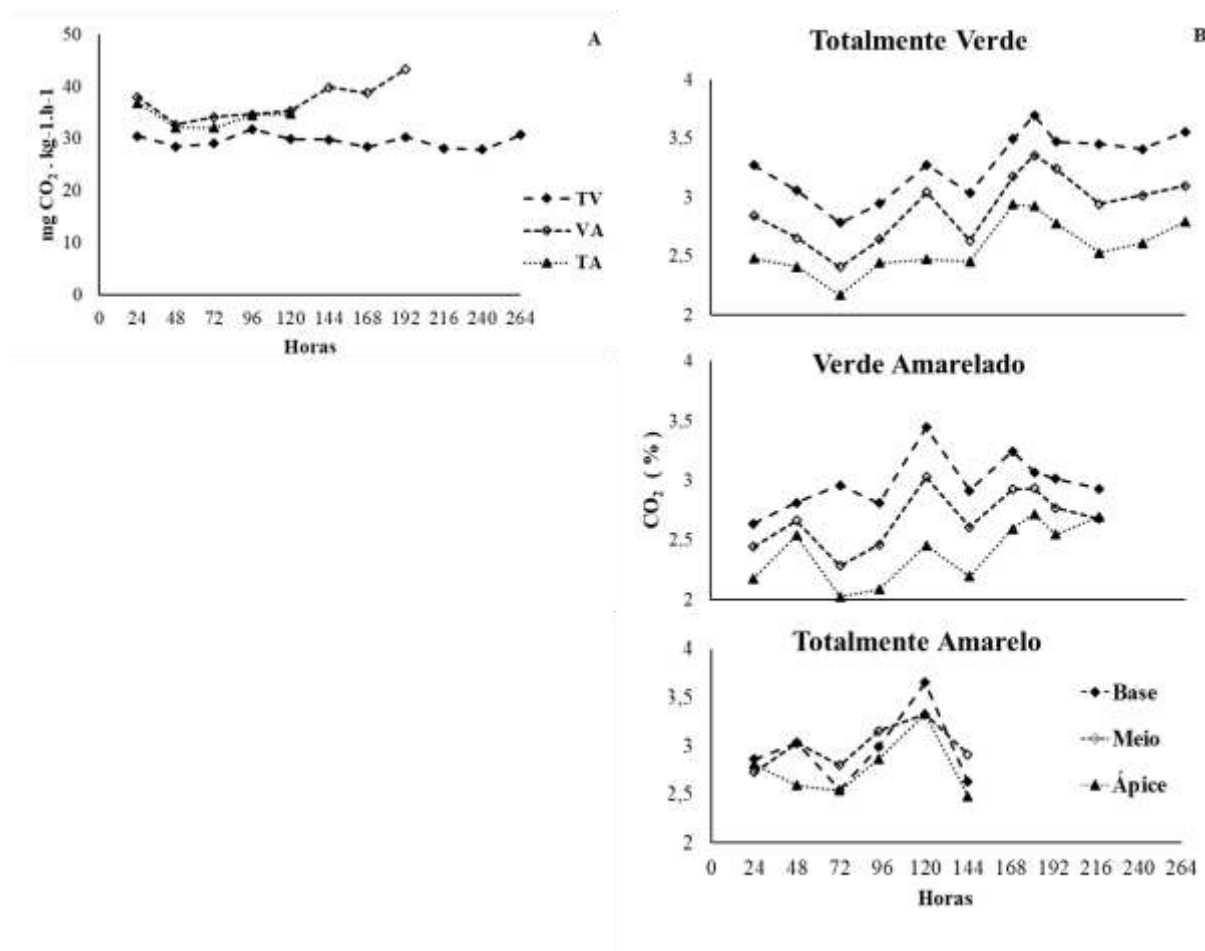 A
50
40
30
20
10
0
mg CO₂ . kg-1.h-1
0 24 48 72 96 120 144 168 192 216 240 264
Horas
TV
VA
TA
B
Totalmente Verde
4
3,5
3
2,5
2
Verde Amarelado
4
3,5
3
2,5
2
CO₂ ( % )
Totalmente Amarelo
4
3,5
3
2,5
2
Base
Meio
Ápice
0 24 48 72 96 120 144 168 192 216 240 264
Horas